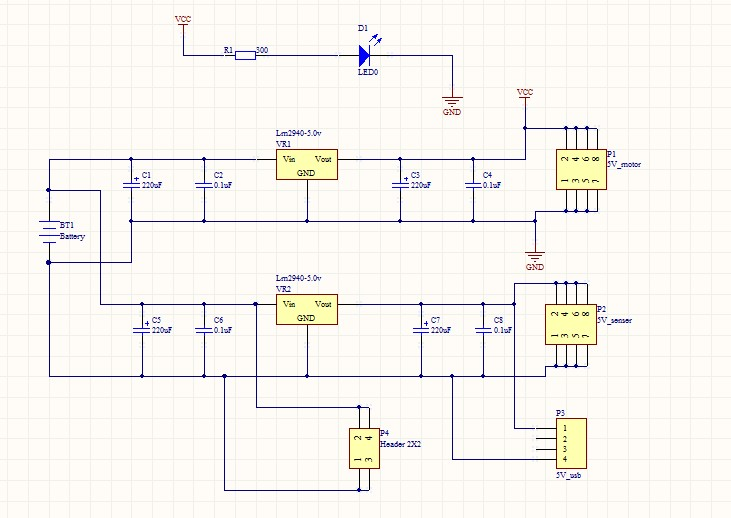 VCC
D1
R1 300
LED0
GND
VCC
Lm2940-5.0v
VR1
Vin Vout
GND
C1
220uF
C2
0.1uF
C3
220uF
C4
0.1uF
P1
5V_motor
2 4 6 8
1 3 5 7
BT1
Battery
GND
Lm2940-5.0v
VR2
Vin Vout
GND
C5
220uF
C6
0.1uF
C7
220uF
C8
0.1uF
P2
5V_senser
2 4 6 8
1 3 5 7
P4
Header 2X2
2 4
1 3
P3
1
2
3
4
5V_usb